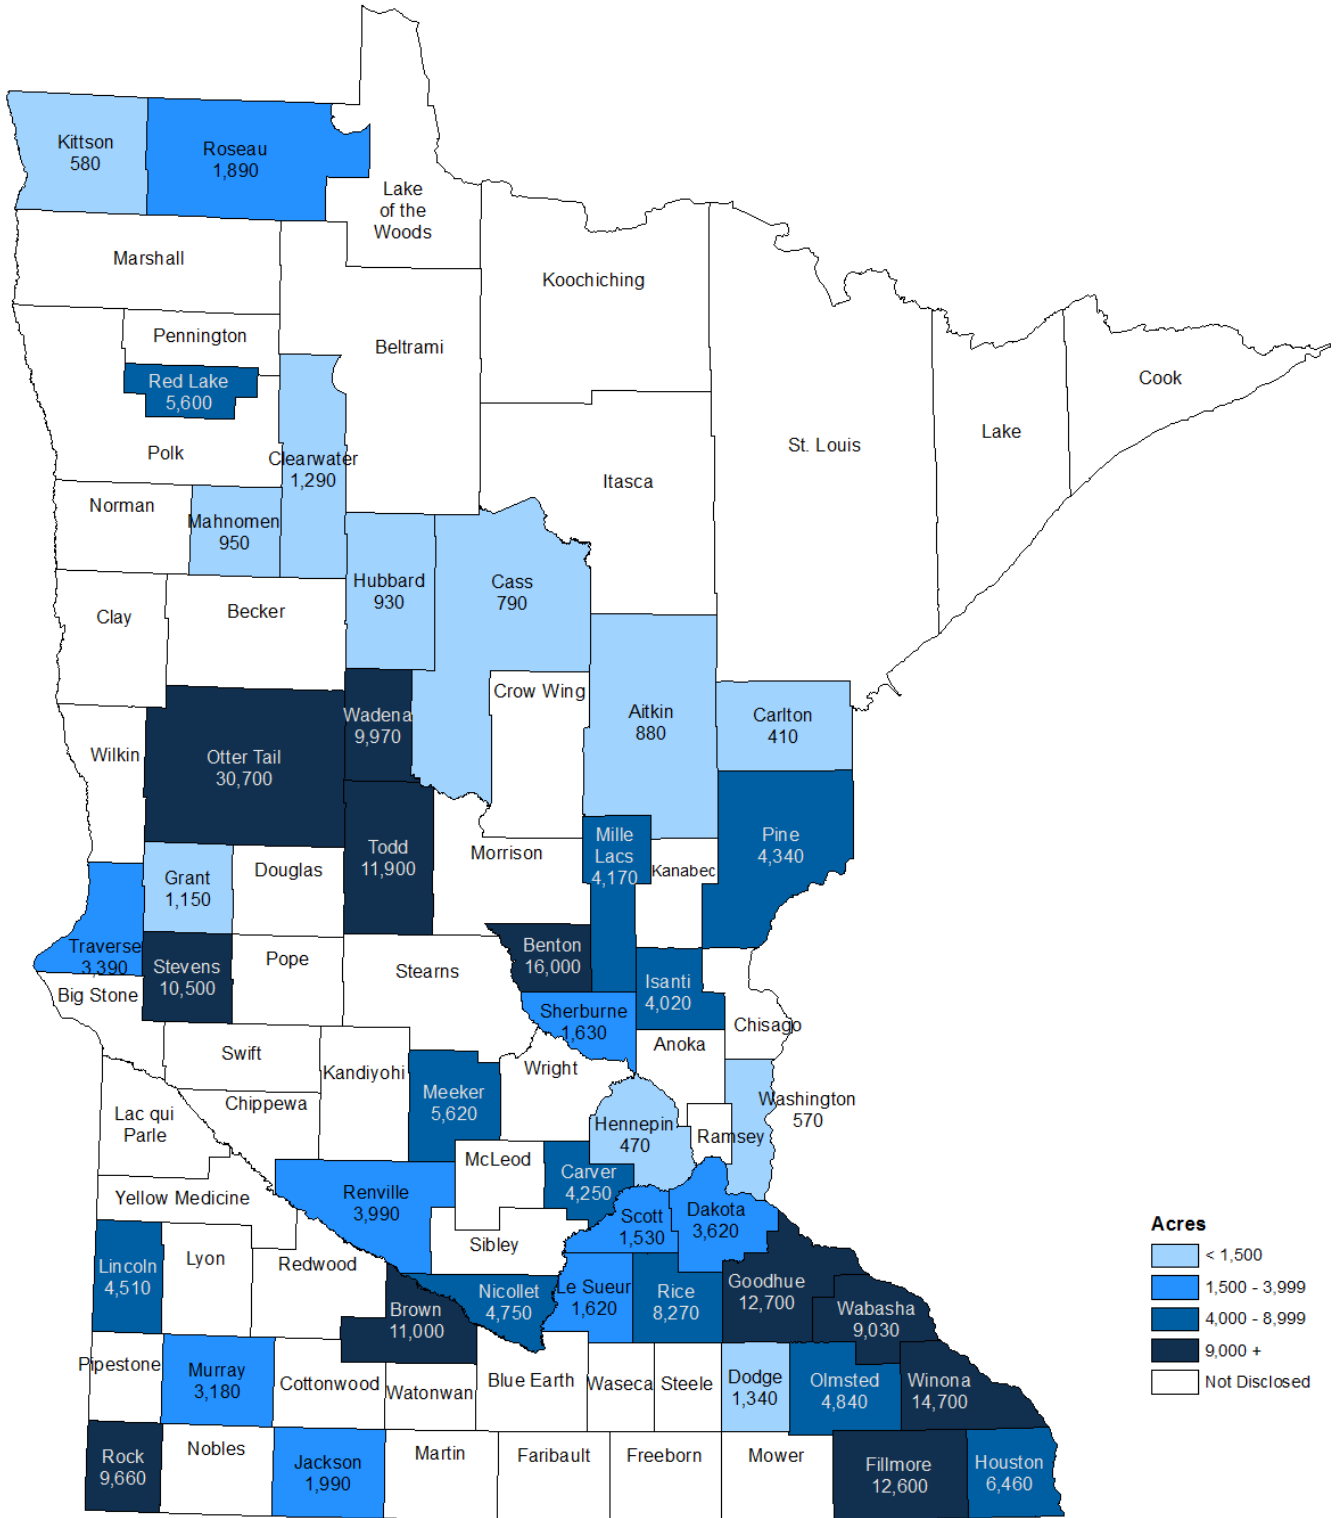 Kittson
580
Roseau
1,890
Lake
of the
Woods
Marshall
Koochiching
Pennington
Beltrami
Red Lake
5,600
Cook
St. Louis
Lake
Polk
Clearwater
1,290
Itasca
Norman
Mahnomen
950
Hubbard
930
Cass
790
Clay
Becker
Crow Wing
Wadena
9,970
Aitkin
880
Carlton
410
Wilkin
Otter Tail
30,700
Mille
Lacs
4,170
Pine
4,340
Todd
11,900
Morrison
Kanabec
Grant
1,150
Douglas
Traverse
3,390
Stevens
10,500
Pope
Stearns
Benton
16,000
Isanti
4,020
Big Stone
Sherburne
1,630
Chisago
Swift
Anoka
Kandiyohi
Wright
Meeker
5,620
Chippewa
Lac qui
Parle
Washington
570
Hennepin
470
Ramsey
McLeod
Carver
4,250
Yellow Medicine
Renville
3,990
Scott
1,530
Dakota
3,620
Sibley
Lyon
Redwood
Lincoln
4,510
Nicollet
4,750
Le Sueur
1,620
Rice
8,270
Goodhue
12,700
Brown
11,000
Wabasha
9,030
Pipestone
Murray
3,180
Cottonwood
Watonwan
Blue Earth
Waseca
Steele
Dodge
1,340
Olmsted
4,840
Winona
14,700
Rock
9,660
Nobles
Jackson
1,990
Martin
Faribault
Freeborn
Mower
Fillmore
12,600
Houston
6,460
Acres
< 1,500
1,500 - 3,999
4,000 - 8,999
9,000 +
Not Disclosed